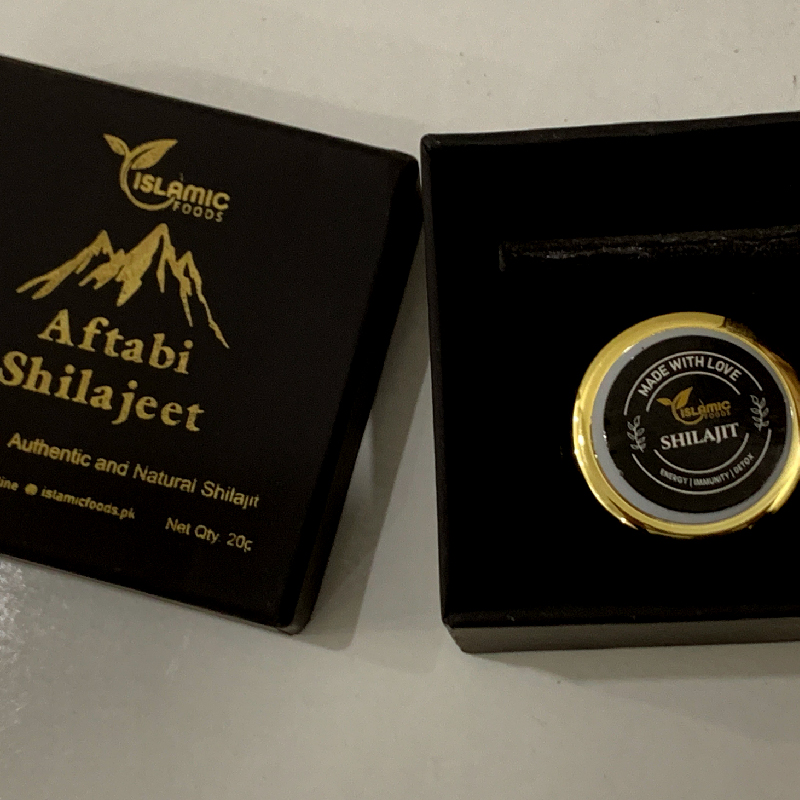 ISLAMIC
FOODS
Aftabi
Shilajeet
Authentic and Natural Shilajit
islamicfoods.pk
Net Qty. 20g
MADE WITH LOVE
ISLAMIC
FOODS
SHILAJIT
ENERGY | IMMUNITY | DETOX